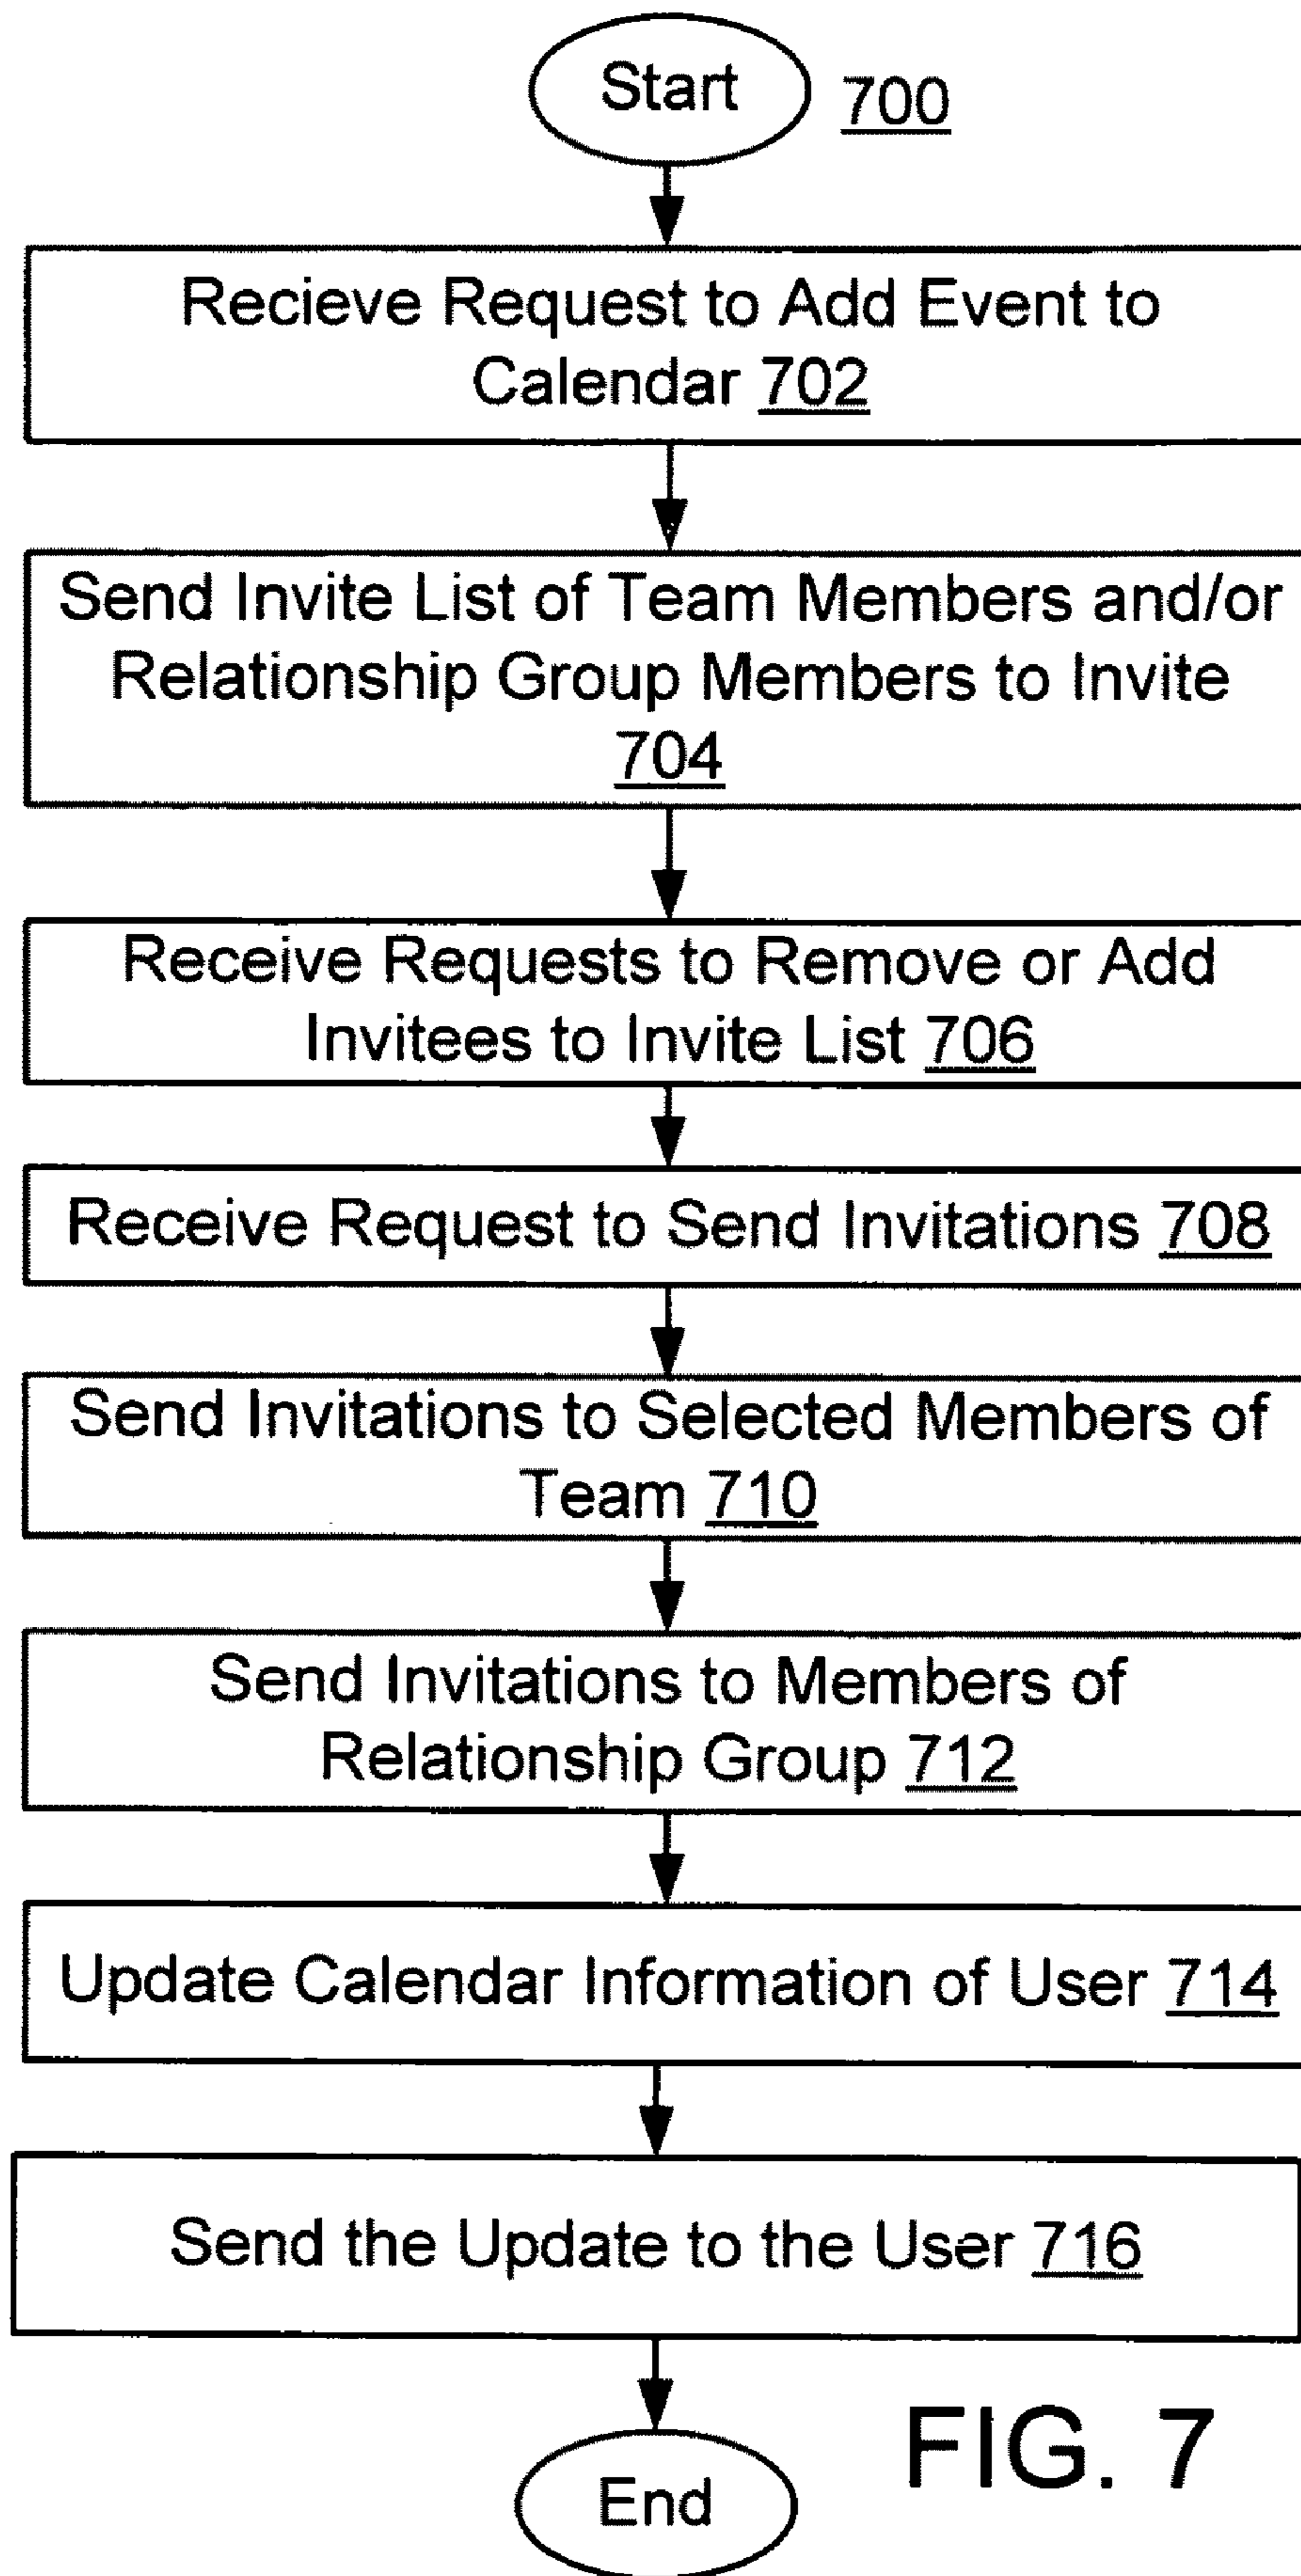 Start
700
Recieve Request to Add Event to
Calendar 702
Send Invite List of Team Members and/or
Relationship Group Members to Invite
704
Receive Requests to Remove or Add
Invitees to Invite List 706
Receive Request to Send Invitations 708
Send Invitations to Selected Members of
Team 710
Send Invitations to Members of
Relationship Group 712
Update Calendar Information of User 714
Send the Update to the User 716
End
FIG. 7